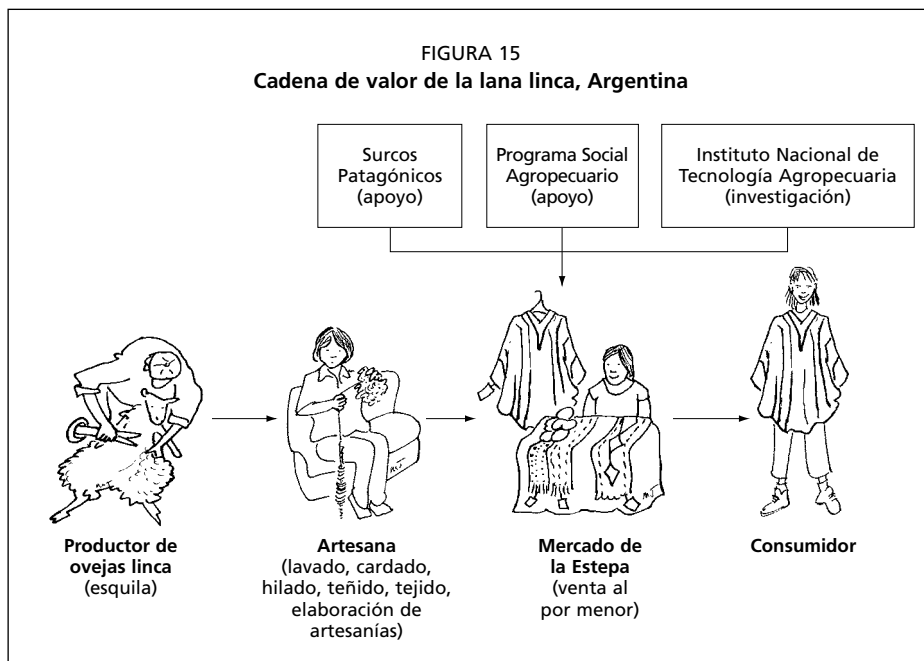 FIGURA 15
Cadena de valor de la lana linca, Argentina
Surcos
Patagónicos
(apoyo)
Programa Social
Agropecuario
(apoyo)
Instituto Nacional de
Tecnología Agropecuaria
(investigación)
Productor de
ovejas linca
(esquila)
Artesana
(lavado, cardado,
hilado, teñido, tejido,
elaboración de
artesanías)
Mercado de
la Estepa
(venta al
por menor)
Consumidor